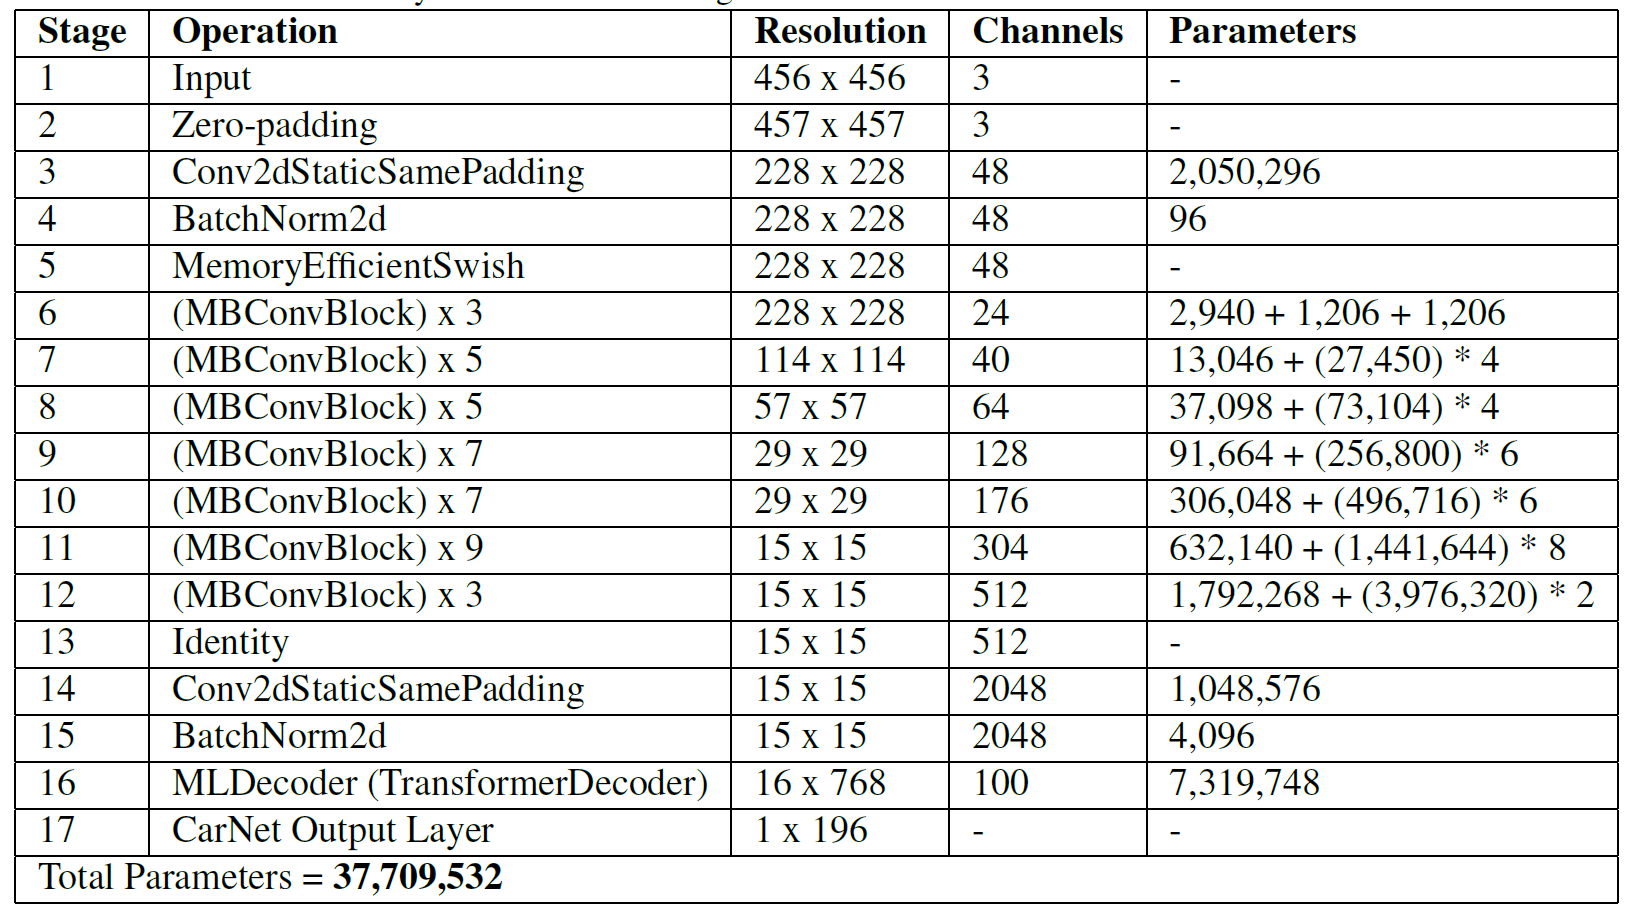 Stage Operation Resolution Channels Parameters
1 Input 456 x 456 3 -
2 Zero-padding 457 x 457 3 -
3 Conv2dStaticSamePadding 228 x 228 48 2,050,296
4 BatchNorm2d 228 x 228 48 96
5 MemoryEfficientSwish 228 x 228 48 -
6 (MBConvBlock) x 3 228 x 228 24 2,940 + 1,206 + 1,206
7 (MBConvBlock) x 5 114 x 114 40 13,046 + (27,450) * 4
8 (MBConvBlock) x 5 57 x 57 64 37,098 + (73,104) * 4
9 (MBConvBlock) x 7 29 x 29 128 91,664 + (256,800) * 6
10 (MBConvBlock) x 7 29 x 29 176 306,048 + (496,716) * 6
11 (MBConvBlock) x 9 15 x 15 304 632,140 + (1,441,644) * 8
12 (MBConvBlock) x 3 15 x 15 512 1,792,268 + (3,976,320) * 2
13 Identity 15 x 15 512 -
14 Conv2dStaticSamePadding 15 x 15 2048 1,048,576
15 BatchNorm2d 15 x 15 2048 4,096
16 MLDecoder (TransformerDecoder) 16 x 768 100 7,319,748
17 CarNet Output Layer 1 x 196 - -
Total Parameters = 37,709,532